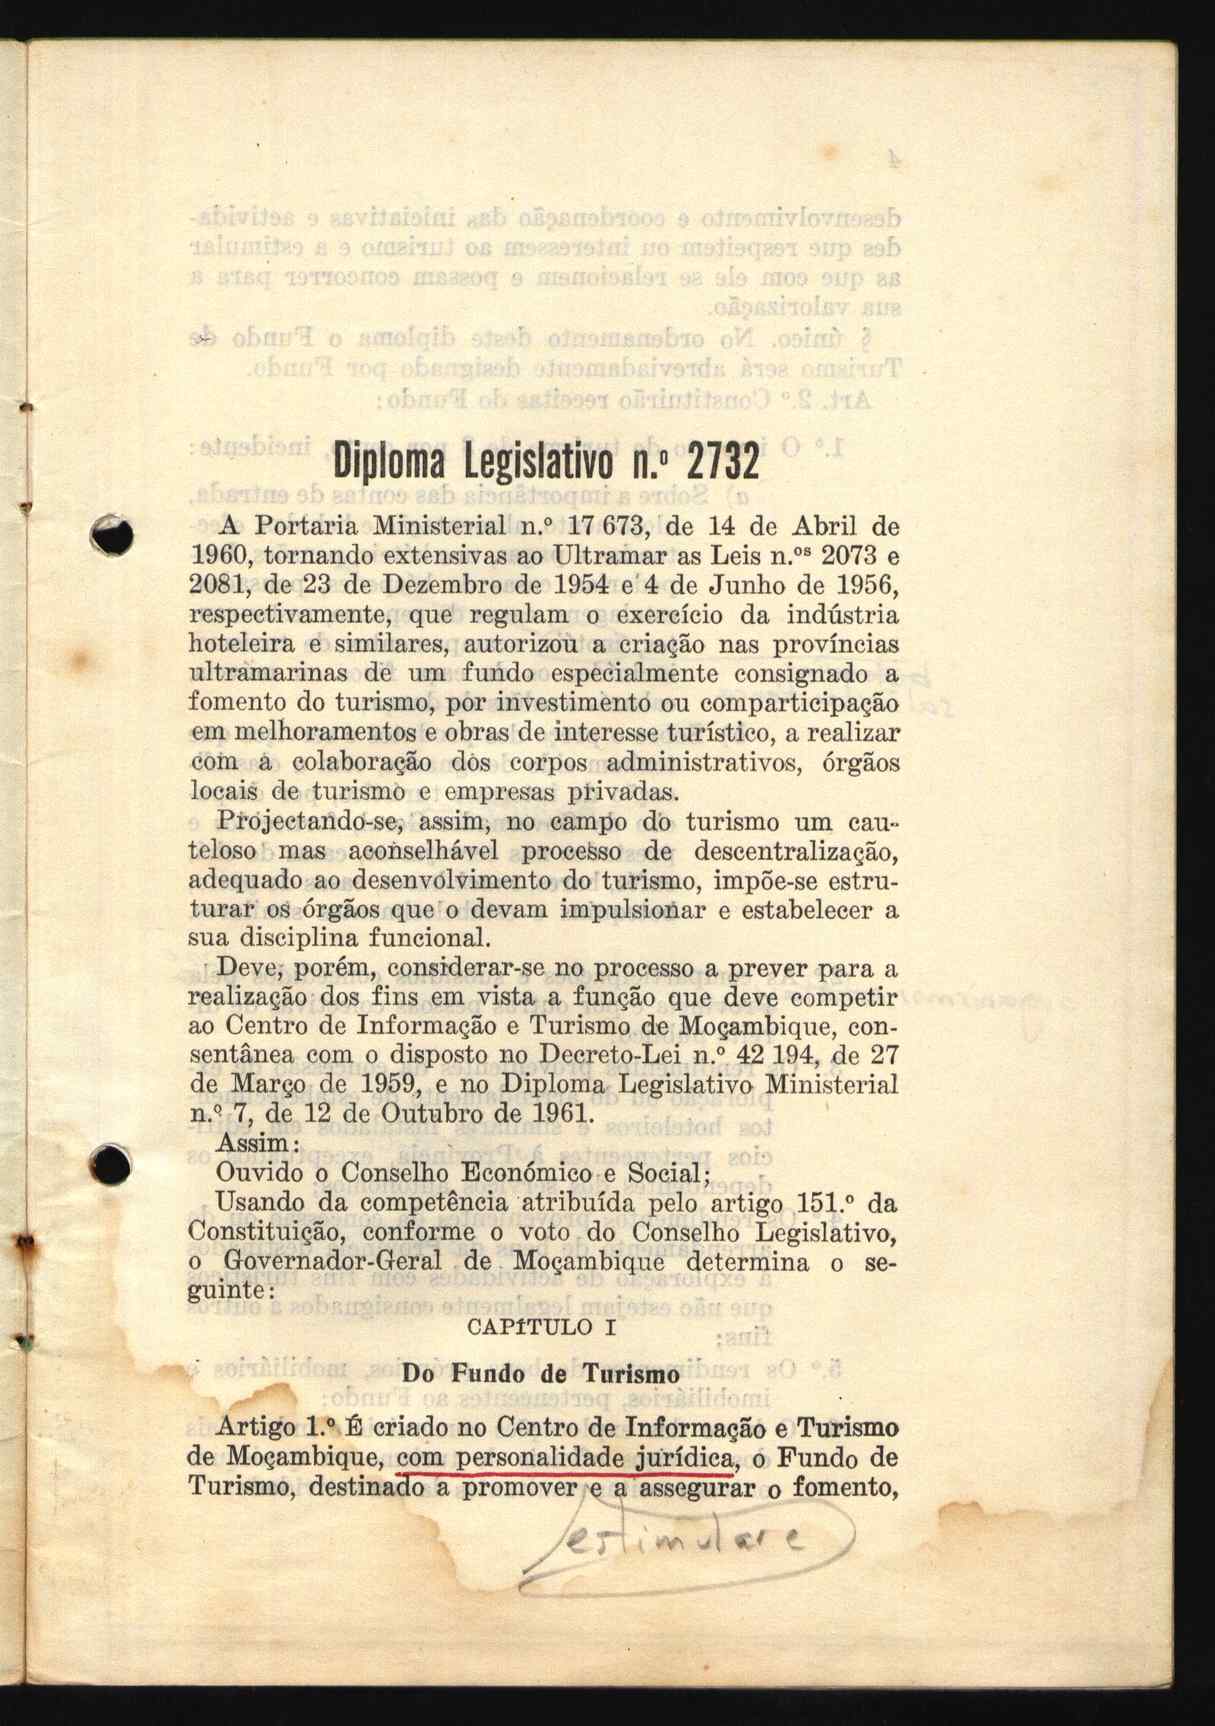 Diploma Legislativo n.º 2732
A Portaria Ministerial n.º 17 673, de 14 de Abril de
1960, tornando extensivas ao Ultramar as Leis n.ºs 2073 e
2081, de 23 de Dezembro de 1954 e 4 de Junho de 1956,
respectivamente, que regulam o exercício da indústria
hoteleira e similares, autorizou a criação nas províncias
ultramarinas de um fundo especialmente consignado a
fomento do turismo, por investimento ou comparticipação
em melhoramentos e obras de interesse turístico, a realizar
com a colaboração dos corpos administrativos, órgãos
locais de turismo e empresas privadas.
Projectando-se, assim, no campo do turismo um cau-
teloso mas aconselhável processo de descentralização,
adequado ao desenvolvimento do turismo, impõe-se estru-
turar os órgãos que o devam impulsionar e estabelecer a
sua disciplina funcional.
Deve, porém, considerar-se no processo a prever para a
realização dos fins em vista a função que deve competir
ao Centro de Informação e Turismo de Moçambique, con-
sentânea com o disposto no Decreto-Lei n.º 42 194, de 27
de Março de 1959, e no Diploma Legislativo Ministerial
n.º 7, de 12 de Outubro de 1961.
Assim:
Ouvido o Conselho Económico e Social;
Usando da competência atribuída pelo artigo 151.º da
Constituição, conforme o voto do Conselho Legislativo,
o Governador-Geral de Moçambique determina o se-
guinte:
CAPÍTULO I
Do Fundo de Turismo
Artigo 1.º É criado no Centro de Informação e Turismo
de Moçambique, com personalidade jurídica, o Fundo de
Turismo, destinado a promover e a assegurar o fomento,
estimular e